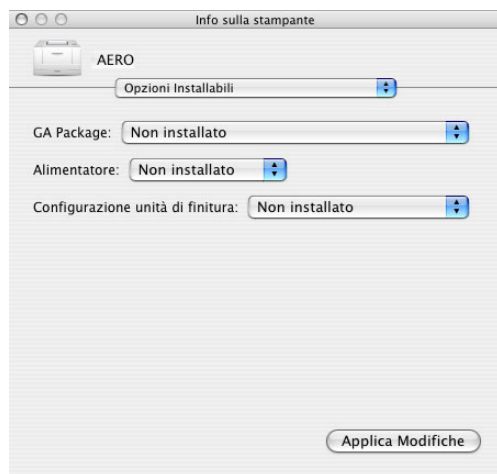 Info sulla stampante
AERO
Opzioni Installabili
GA Package: Non installato
Alimentatore: Non installato
Configurazione unità di finitura: Non installato
Applica Modifiche